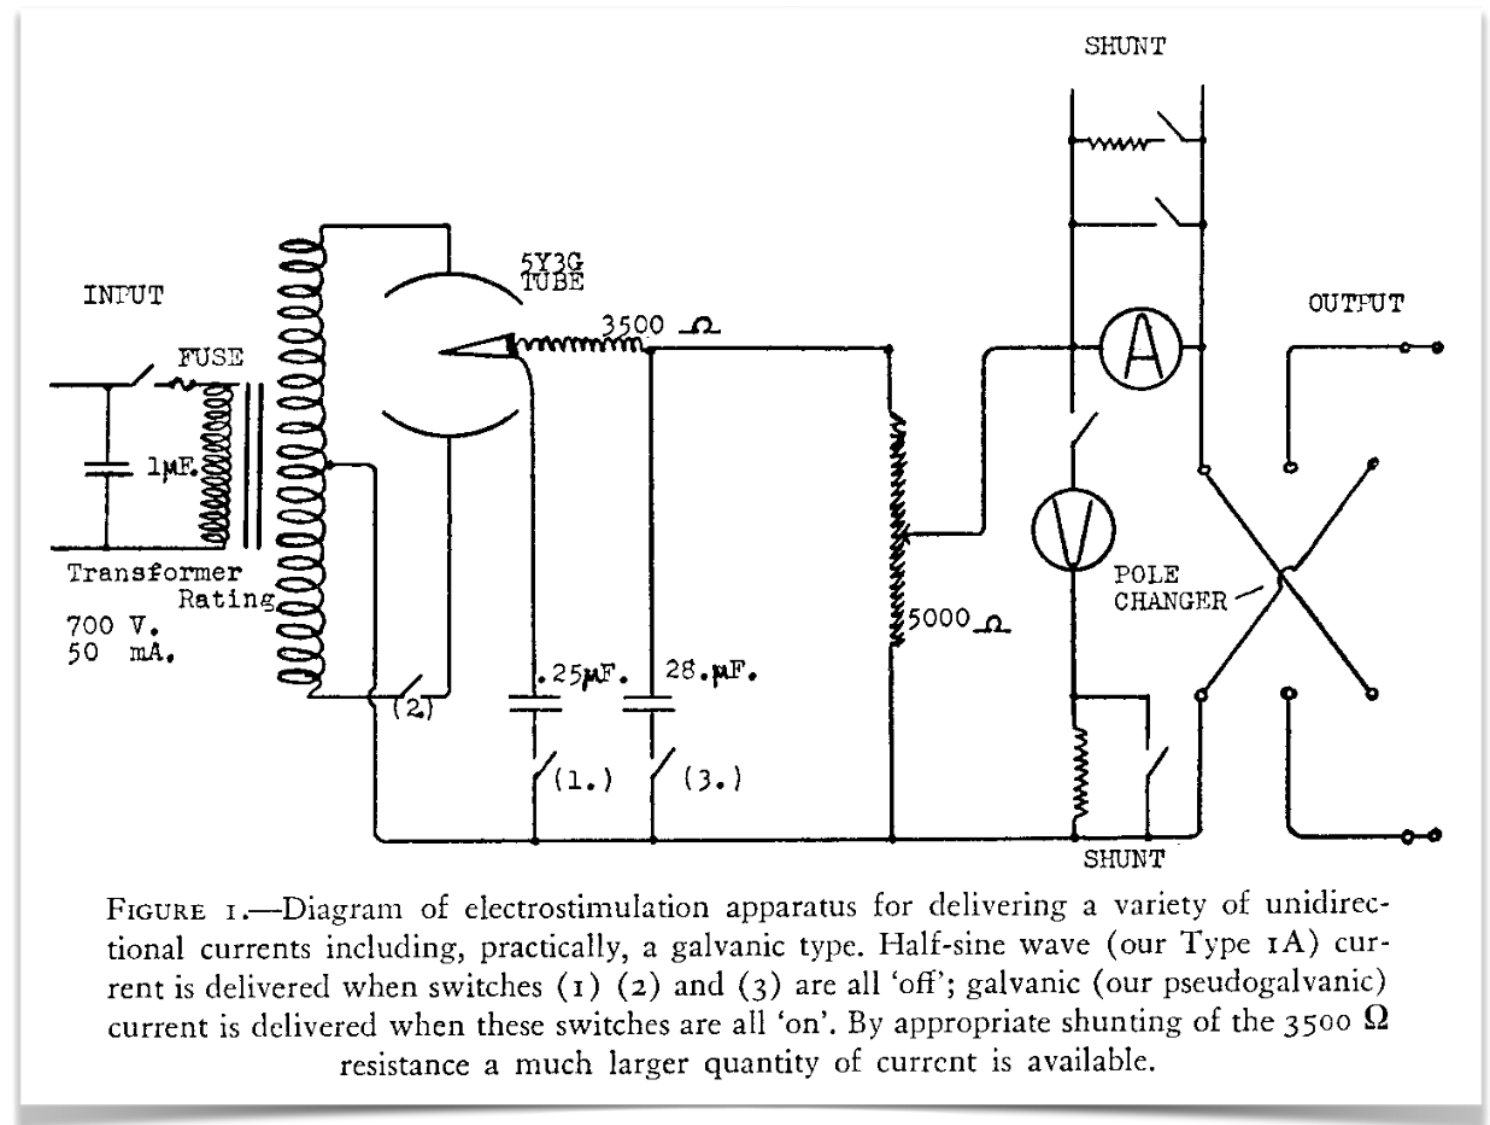 SHUNT
5Y3G
TUBE
INPUT
OUTPUT
3500 Ω
FUSE
A
1µF.
V
Transformer
Rating
POLE
CHANGER
700 V.
50 mA.
5000 Ω
.25µF.
28.µF.
(2)
(1.)
(3.)
SHUNT
FIGURE 1.—Diagram of electrostimulation apparatus for delivering a variety of unidirec-
tional currents including, practically, a galvanic type. Half-sine wave (our Type 1A) cur-
rent is delivered when switches (1) (2) and (3) are all ‘off’; galvanic (our pseudogalvanic)
current is delivered when these switches are all ‘on’. By appropriate shunting of the 3500 Ω
resistance a much larger quantity of current is available.